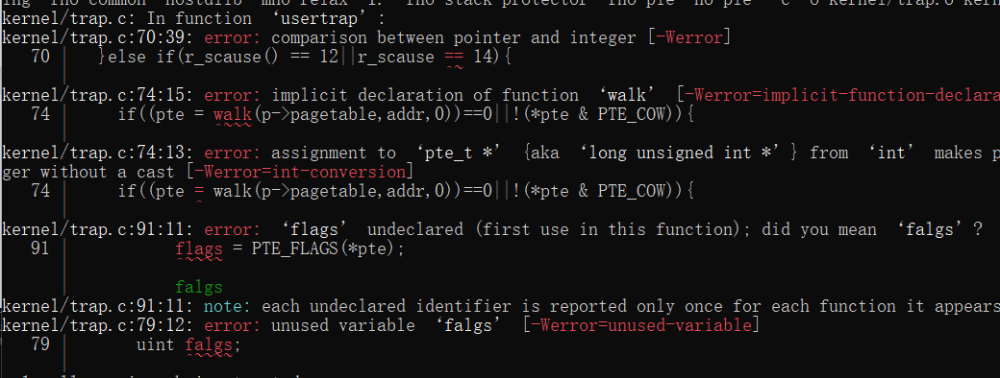 kernel/trap.c: In function ‘usertrap’:
kernel/trap.c:70:39: error: comparison between pointer and integer [-Werror]
70 | }else if(r_scause() == 12||r_scause == 14){
kernel/trap.c:74:15: error: implicit declaration of function ‘walk’ [-Werror=implicit-function-declara
74 | if((pte = walk(p->pagetable,addr,0))==0||!(*pte & PTE_COW)){
kernel/trap.c:74:13: error: assignment to ‘pte_t *’ {aka ‘long unsigned int *’} from ‘int’ makes p
ger without a cast [-Werror=int-conversion]
74 | if((pte = walk(p->pagetable,addr,0))==0||!(*pte & PTE_COW)){
kernel/trap.c:91:11: error: ‘flags’ undeclared (first use in this function); did you mean ‘falgs’?
91 | flags = PTE_FLAGS(*pte);
falgs
kernel/trap.c:91:11: note: each undeclared identifier is reported only once for each function it appears
kernel/trap.c:79:12: error: unused variable ‘falgs’ [-Werror=unused-variable]
79 | uint falgs;